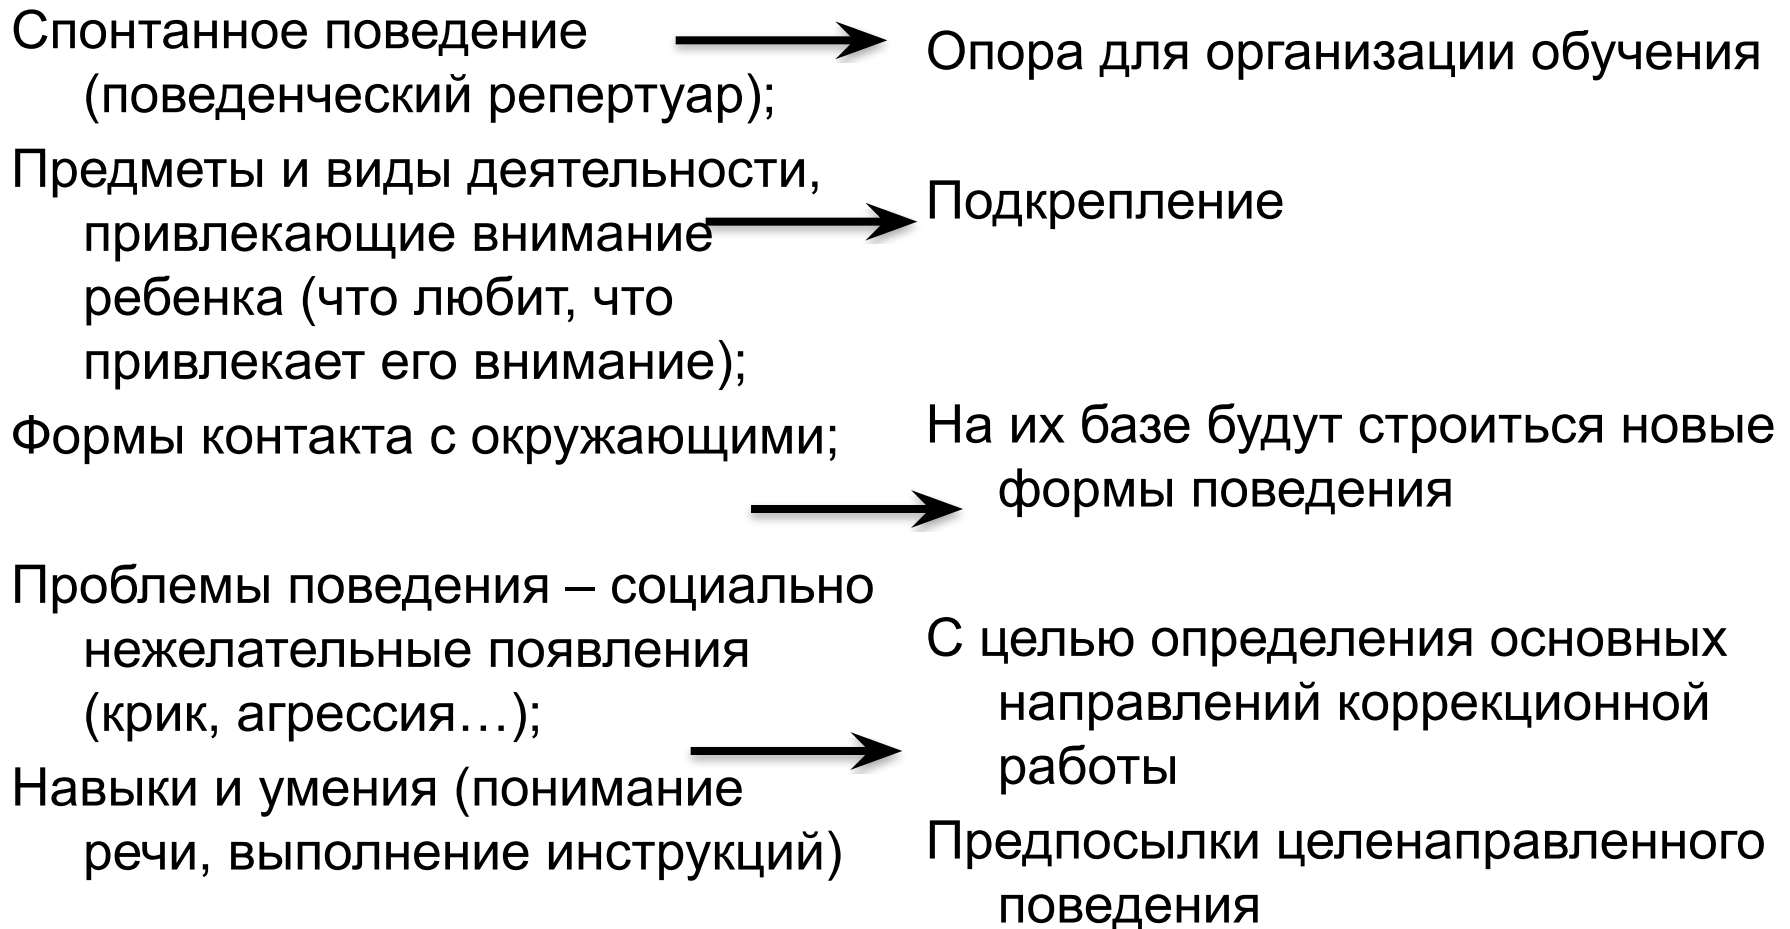 Спонтанное поведение
(поведенческий репертуар);
Предметы и виды деятельности,
привлекающие внимание
ребенка (что любит, что
привлекает его внимание);
Формы контакта с окружающими;
Проблемы поведения – социально
нежелательные появления
(крик, агрессия…);
Навыки и умения (понимание
речи, выполнение инструкций)
Опора для организации обучения
Подкрепление
На их базе будут строиться новые
формы поведения
С целью определения основных
направлений коррекционной
работы
Предпосылки целенаправленного
поведения